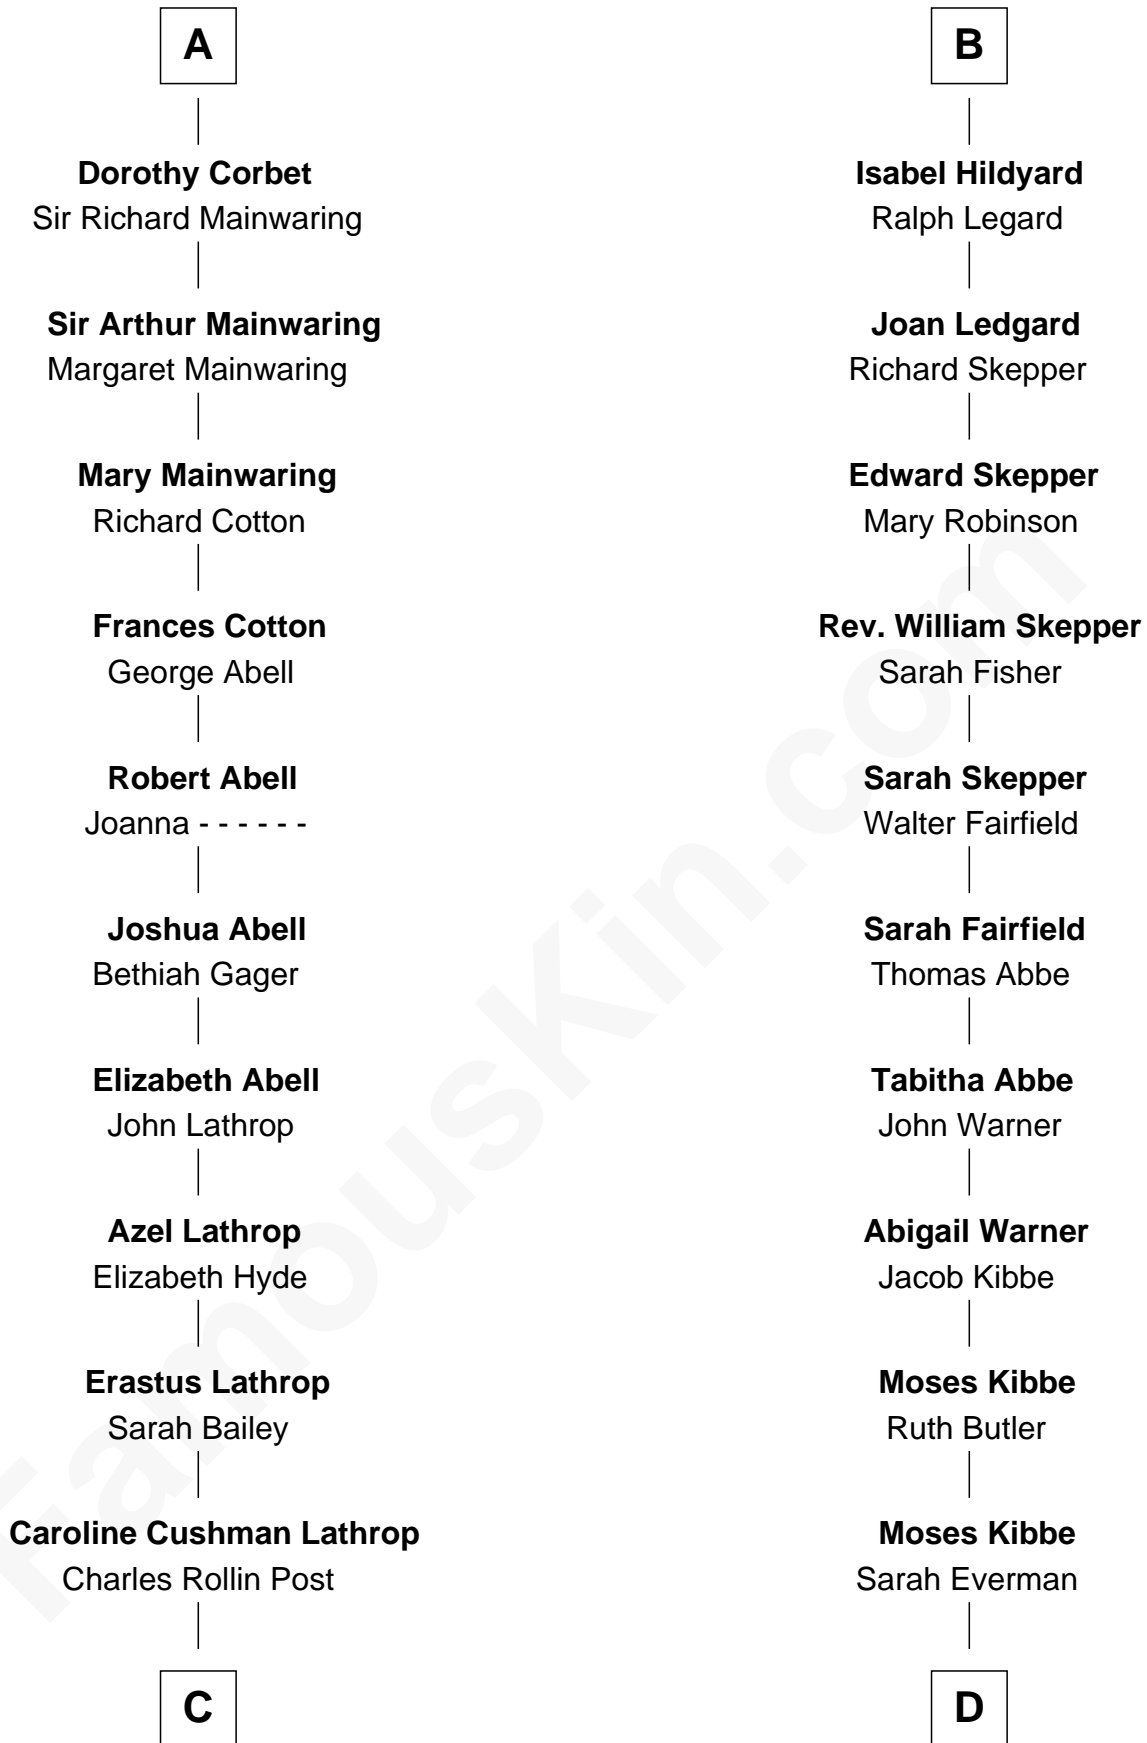 A
Dorothy Corbet
Sir Richard Mainwaring
Sir Arthur Mainwaring
Margaret Mainwaring
Mary Mainwaring
Richard Cotton
Frances Cotton
George Abell
Robert Abell
Joanna - - - - - -
Joshua Abell
Bethiah Gager
Elizabeth Abell
John Lathrop
Azel Lathrop
Elizabeth Hyde
Erastus Lathrop
Sarah Bailey
Caroline Cushman Lathrop
Charles Rollin Post
C
B
Isabel Hildyard
Ralph Legard
Joan Ledgard
Richard Skepper
Edward Skepper
Mary Robinson
Rev. William Skepper
Sarah Fisher
Sarah Skepper
Walter Fairfield
Sarah Fairfield
Thomas Abbe
Tabitha Abbe
John Warner
Abigail Warner
Jacob Kibbe
Moses Kibbe
Ruth Butler
Moses Kibbe
Sarah Everman
D
FamousKin.com